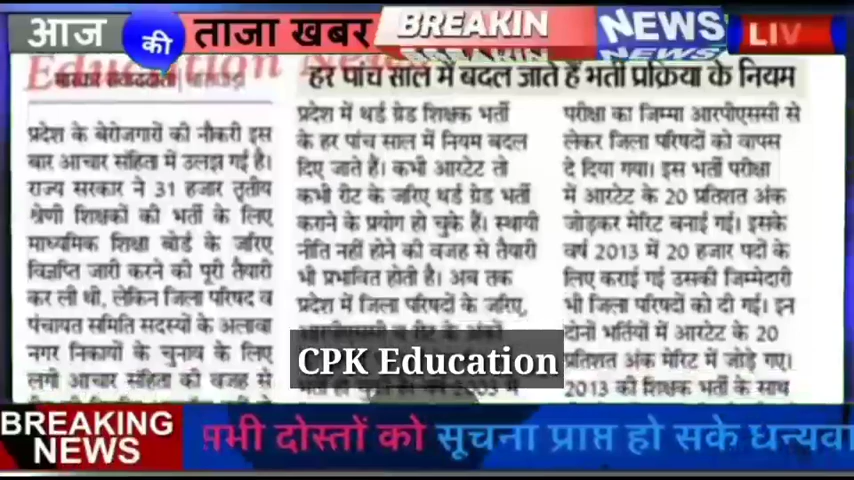 आज की ताजा खबर
BREAKIN
NEWS
NEWS
LIV
Education
हर पांच साल में बदल जाते हैं भर्ती प्रक्रिया के नियम
प्रदेश के बेरोजगारों की नौकरी इस
बार आचार संहिता में उलझ गई है।
राज्य सरकार ने 31 हजार तृतीय
श्रेणी शिक्षकों की भर्ती के लिए
माध्यमिक शिक्षा बोर्ड के जरिए
विज्ञप्ति जारी करने की पूरी तैयारी
कर ली थी, लेकिन जिला परिषद व
पंचायत समिति सदस्यों के अलावा
नगर निकायों के चुनाव के लिए
लगी आचार संहिता की वजह से
प्रदेश में थर्ड ग्रेड शिक्षक भर्ती
के हर पांच साल में नियम बदल
दिए जाते हैं। कभी आरटेट तो
कभी रीट के जरिए थर्ड ग्रेड भर्ती
कराने के प्रयोग हो चुके हैं। स्थायी
नीति नहीं होने की वजह से तैयारी
भी प्रभावित होती है। अब तक
प्रदेश में जिला परिषदों के जरिए,
परीक्षा का जिम्मा आरपीएससी से
लेकर जिला परिषदों को वापस
दे दिया गया। इस भर्ती परीक्षा
में आरटेट के 20 प्रतिशत अंक
जोड़कर मेरिट बनाई गई। इसके
वर्ष 2013 में 20 हजार पदों के
लिए कराई गई उसकी जिम्मेदारी
भी जिला परिषदों को दी गई। इन
दोनों भर्तियों में आरटेट के 20
प्रतिशत अंक मेरिट में जोड़े गए।
2013 की शिक्षक भर्ती के साथ
CPK Education
BREAKING
NEWS
सभी दोस्तों को सूचना प्राप्त हो सके धन्यवा